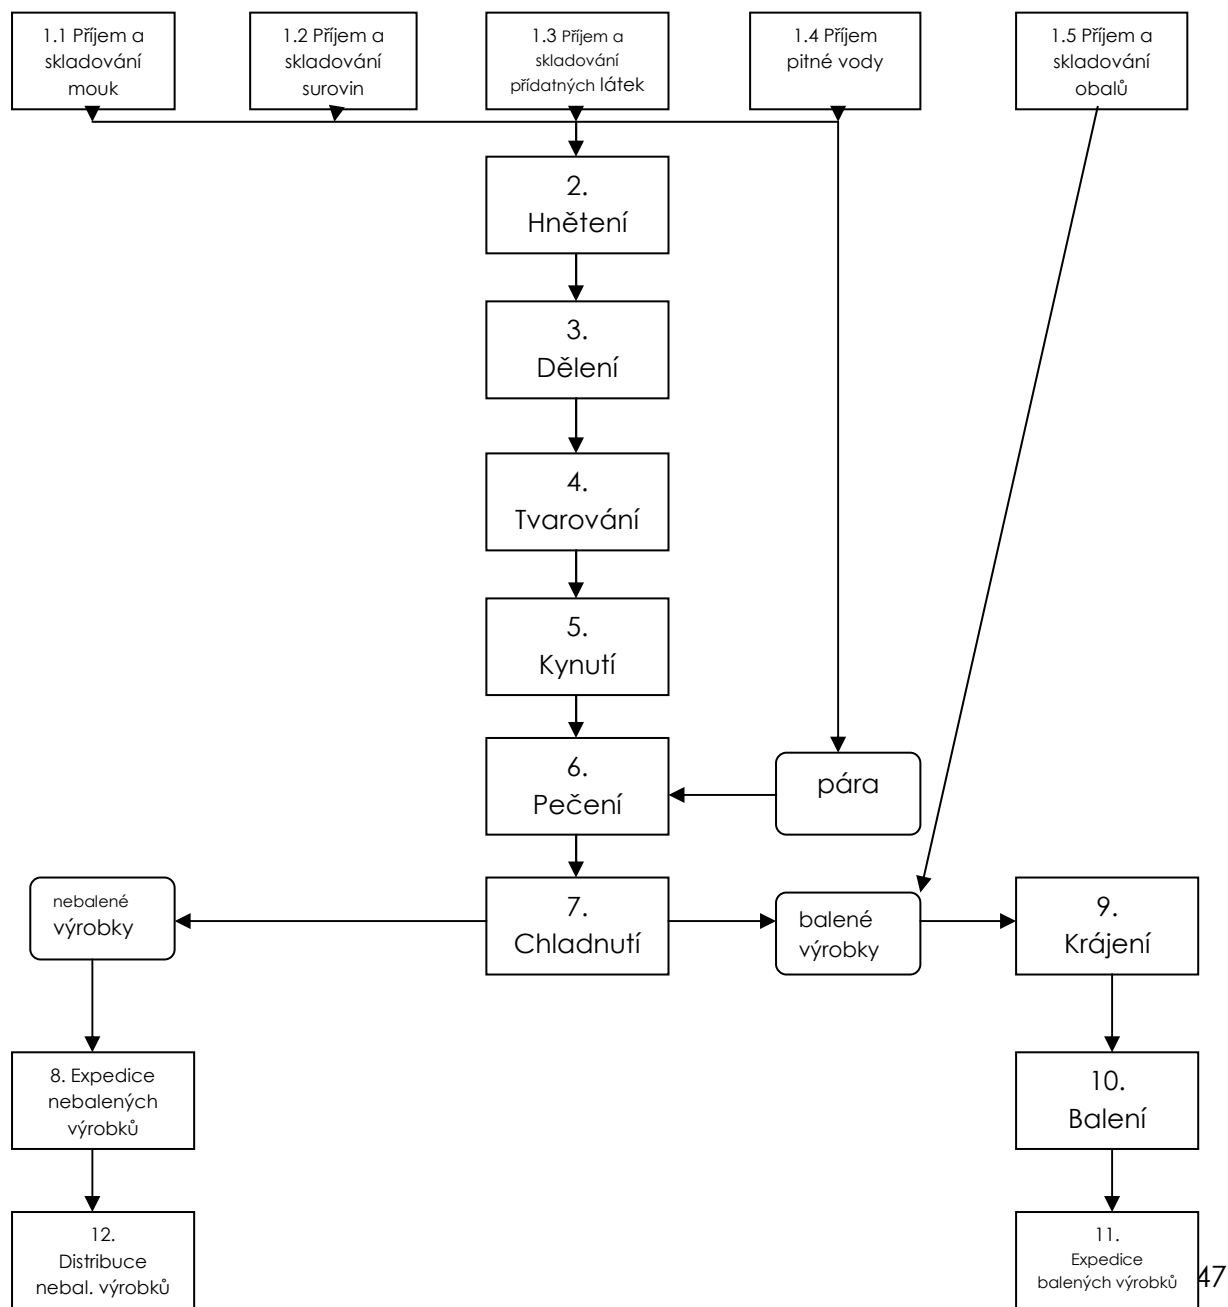 1.1 Příjem a
skladování
mouk
1.2 Příjem a
skladování
surovin
1.3 Příjem a
skladování
přídatných látek
1.4 Příjem
pitné vody
1.5 Příjem a
skladování
obalů
2.
Hnětení
3.
Dělení
4.
Tvarování
5.
Kynutí
6.
Pečení
pára
nebalené
výrobky
7.
Chladnutí
balené
výrobky
9.
Krájení
8. Expedice
nebalených
výrobků
10.
Balení
12.
Distribuce
nebal. výrobků
11.
Expedice
balených výrobků
47